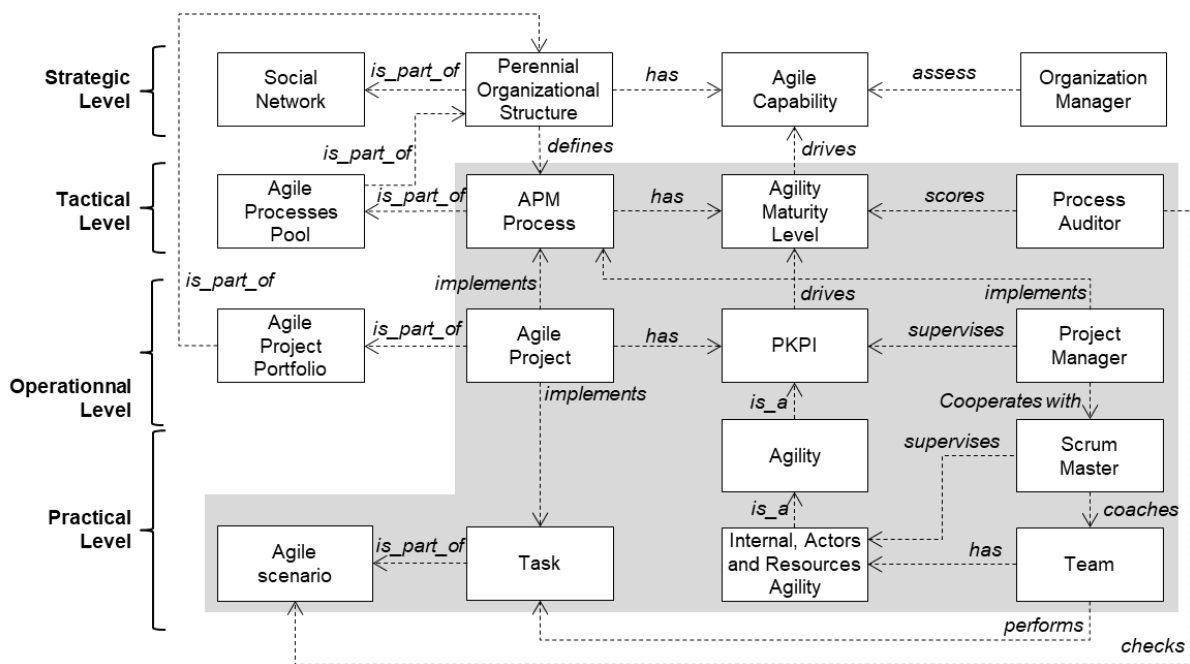 Strategic
Level
Social
Network
is_part_of
Perennial
Organizational
Structure
has
Agile
Capability
assess
Organization
Manager
is_part_of
defines
drives
Tactical
Level
Agile
Processes
Pool
is_part_of
APM
Process
has
Agility
Maturity
Level
scores
Process
Auditor
is_part_of
implements
drives
implements
Operationnal
Level
Agile
Project
Portfolio
is_part_of
Agile
Project
has
PKPI
supervises
Project
Manager
implements
is_a
Cooperates with
Practical
Level
Agility
supervises
Scrum
Master
is_a
coaches
Agile
scenario
is_part_of
Task
Internal, Actors
and Resources
Agility
has
Team
performs
checks